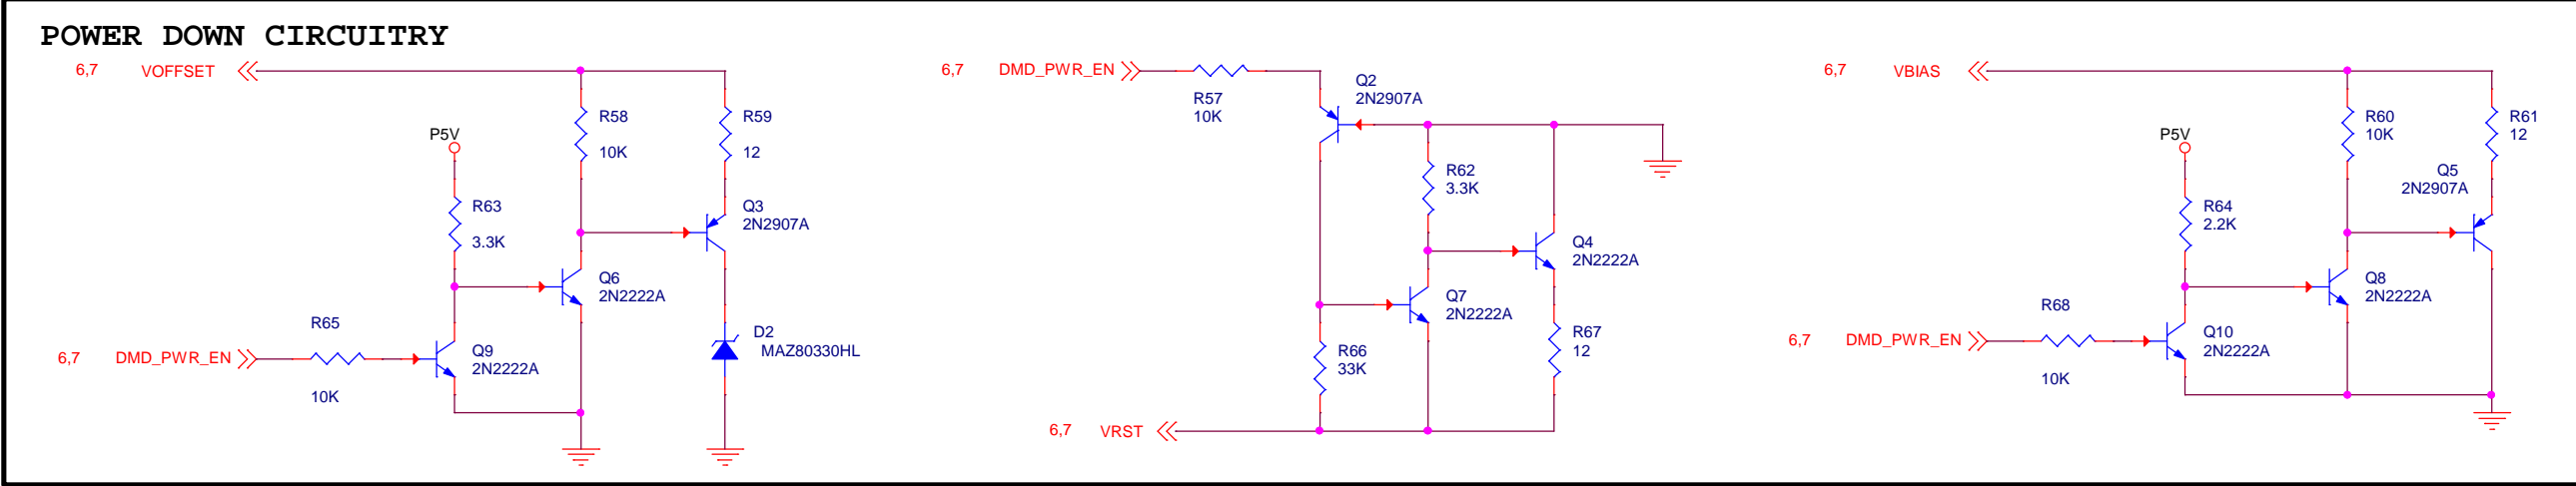 POWER DOWN CIRCUITRY
6,7 VOFFSET
R58
10K
R59
12
P5V
R63
3.3K
Q3
2N2907A
Q6
2N2222A
R65
10K
6,7 DMD_PWR_EN
Q9
2N2222A
D2
MAZ80330HL
6,7 DMD_PWR_EN
R57
10K
Q2
2N2907A
R62
3.3K
Q4
2N2222A
Q7
2N2222A
R66
33K
R67
12
6,7 VRST
6,7 VBIAS
R60
10K
R61
12
P5V
Q5
2N2907A
R64
2.2K
Q8
2N2222A
R68
10K
6,7 DMD_PWR_EN
Q10
2N2222A